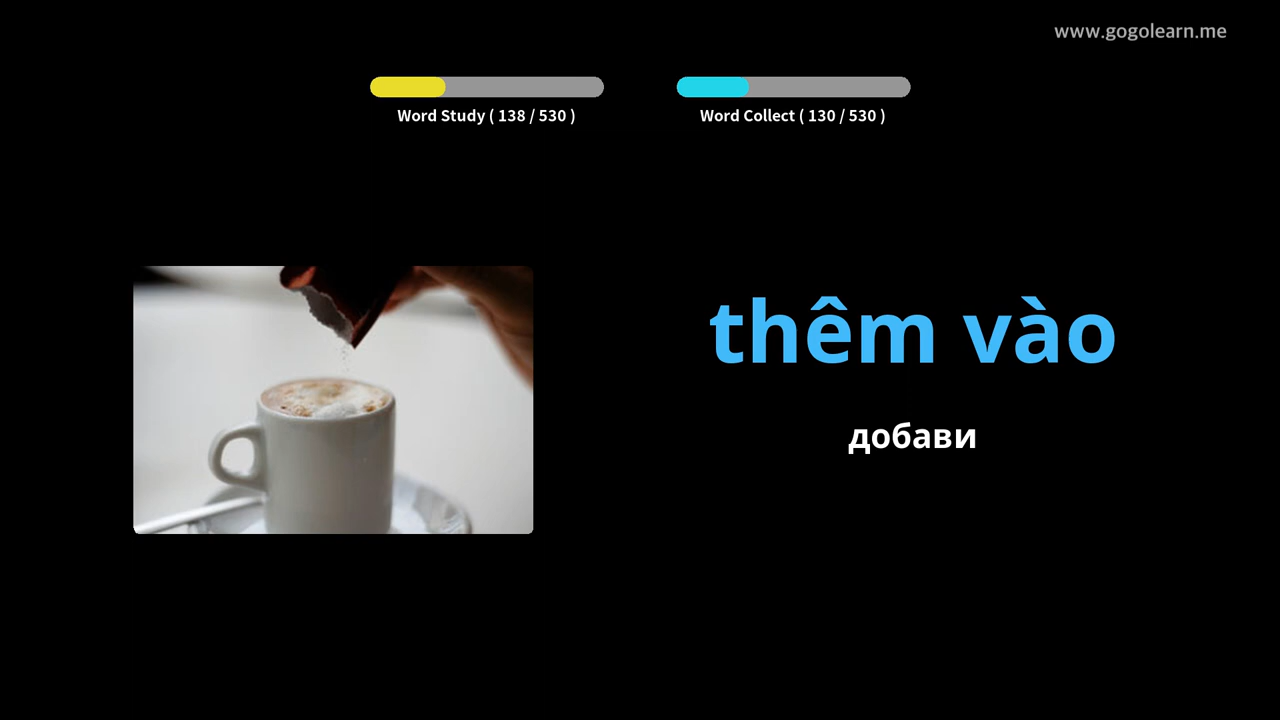 www.gogolearn.me
Word Study ( 138 / 530 )
Word Collect ( 130 / 530 )
thêm vào
добави